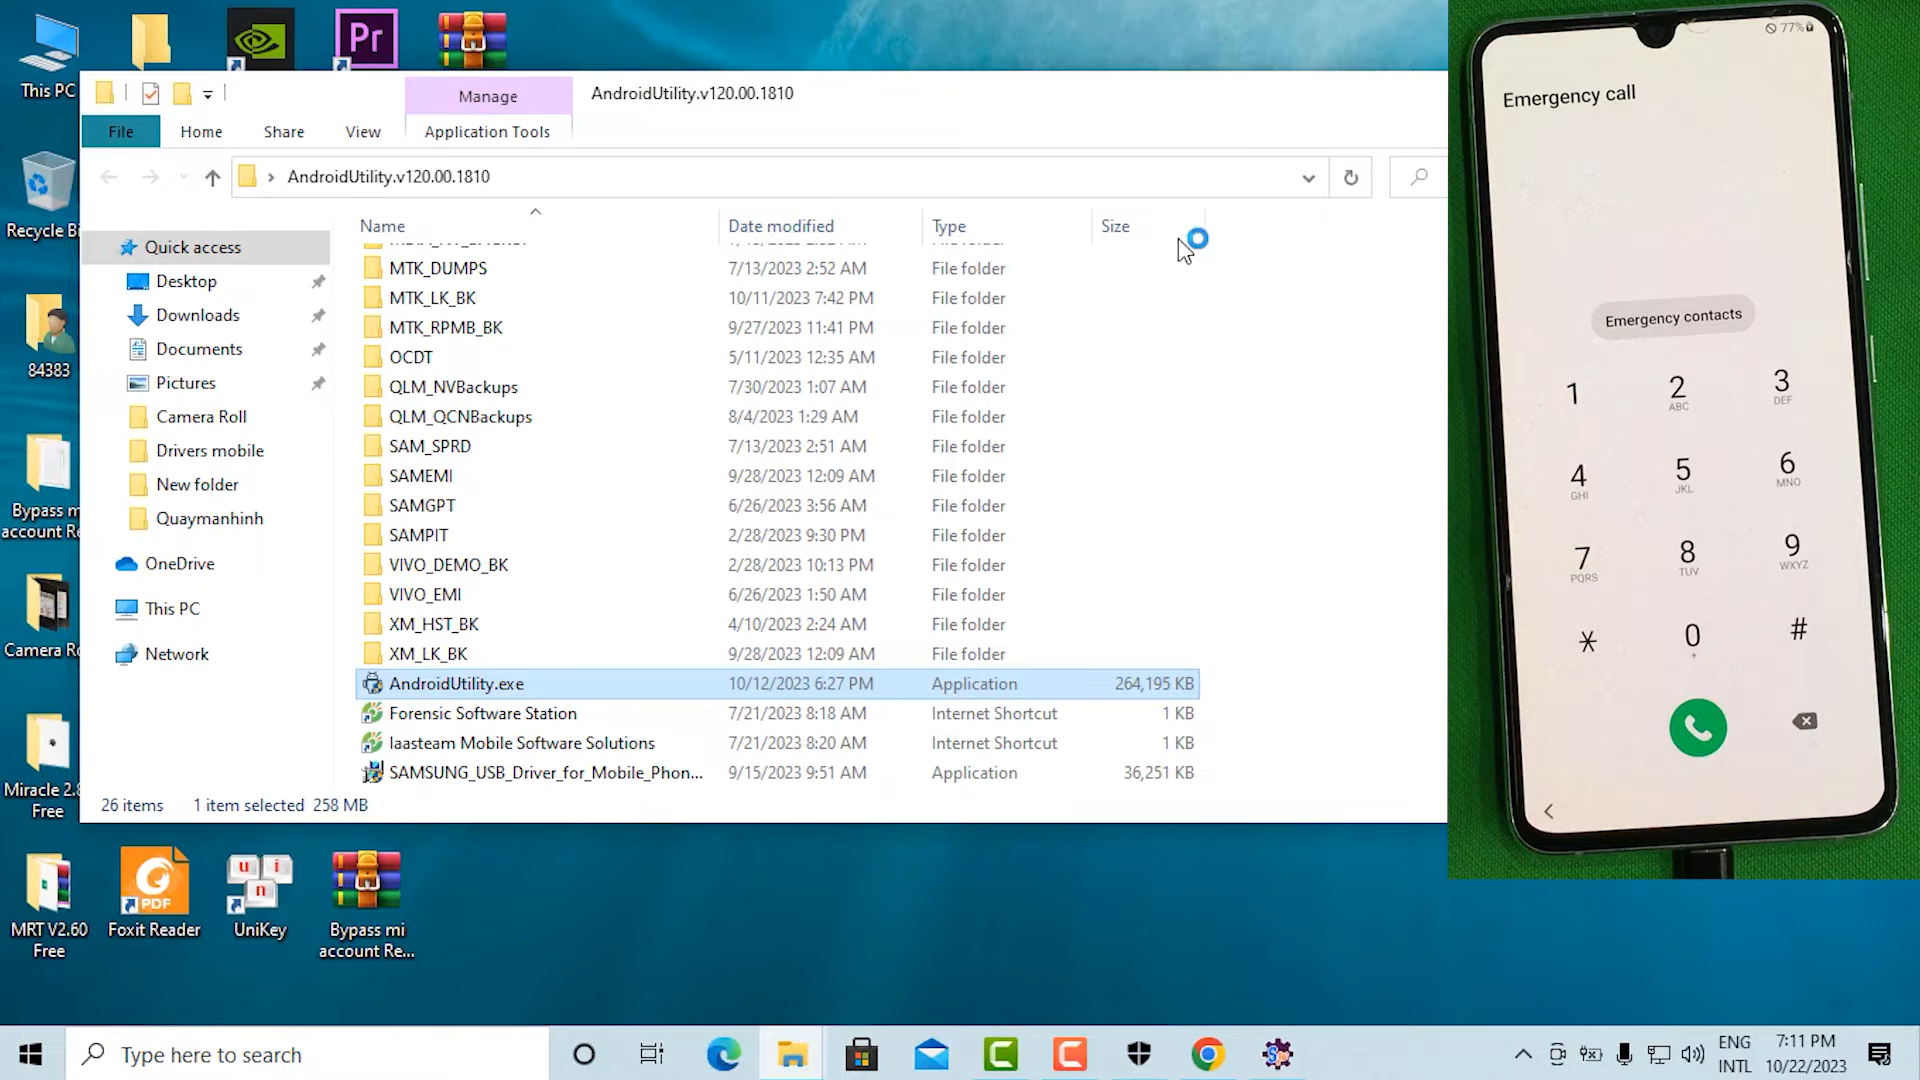 This PC
Pr
Manage
AndroidUtility.v120.00.1810
File
Home
Share
View
Application Tools
AndroidUtility.v120.00.1810
Name
Date modified
Type
Size
Quick access
Desktop
Downloads
Documents
Pictures
Camera Roll
Drivers mobile
New folder
Quaymanhinh
OneDrive
This PC
Network
MTK_DUMPS 7/13/2023 2:52 AM File folder
MTK_LK_BK 10/11/2023 7:42 PM File folder
MTK_RPMB_BK 9/27/2023 11:41 PM File folder
OCDT 5/11/2023 12:35 AM File folder
QLM_NVBackups 7/30/2023 1:07 AM File folder
QLM_QCNBackups 8/4/2023 1:29 AM File folder
SAM_SPRD 7/13/2023 2:51 AM File folder
SAMEMI 9/28/2023 12:09 AM File folder
SAMGPT 6/26/2023 3:56 AM File folder
SAMPIT 2/28/2023 9:30 PM File folder
VIVO_DEMO_BK 2/28/2023 10:13 PM File folder
VIVO_EMI 6/26/2023 1:50 AM File folder
XM_HST_BK 4/10/2023 2:24 AM File folder
XM_LK_BK 9/28/2023 12:09 AM File folder
AndroidUtility.exe 10/12/2023 6:27 PM Application 264,195 KB
Forensic Software Station 7/21/2023 8:18 AM Internet Shortcut 1 KB
laasteam Mobile Software Solutions 7/21/2023 8:20 AM Internet Shortcut 1 KB
SAMSUNG_USB_Driver_for_Mobile_Phon... 9/15/2023 9:51 AM Application 36,251 KB
26 items 1 item selected 258 MB
Recycle Bi
84383
Bypass m
account Re
Camera Ro
Miracle 2.8
Free
MRT V2.60
Free
PDF
Foxit Reader
u i
n
UniKey
Bypass mi
account Re...
77%
Emergency call
Emergency contacts
1
2
ABC
3
DEF
4
GHI
5
JKL
6
MNO
7
PQRS
8
TUV
9
WXYZ
*
0
+
#
Type here to search
ENG
INTL
7:11 PM
10/22/2023